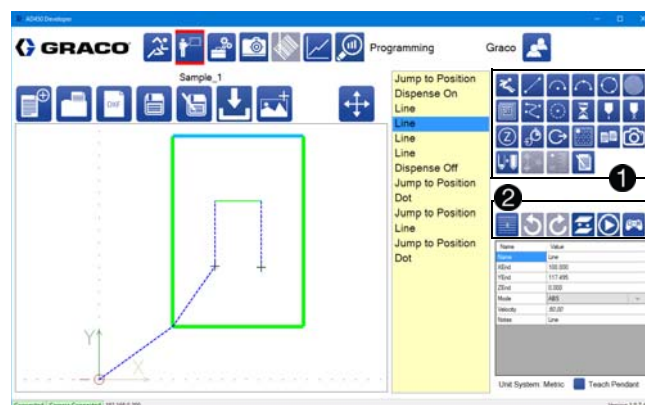 AD450 Developer
GRACO
Programming
Graco
Sample_1
DXF
Jump to Position
Dispense On
Line
Line
Line
Line
Dispense Off
Jump to Position
Dot
Jump to Position
Line
Jump to Position
Dot
1
2
Y
X
Z
Name Value
Name Line
XEnd 100.000
YEnd 117.495
ZEnd 0.000
Mode ABS
Velocity 80.00
Notes Line
Unit System: Metric Teach Pendant